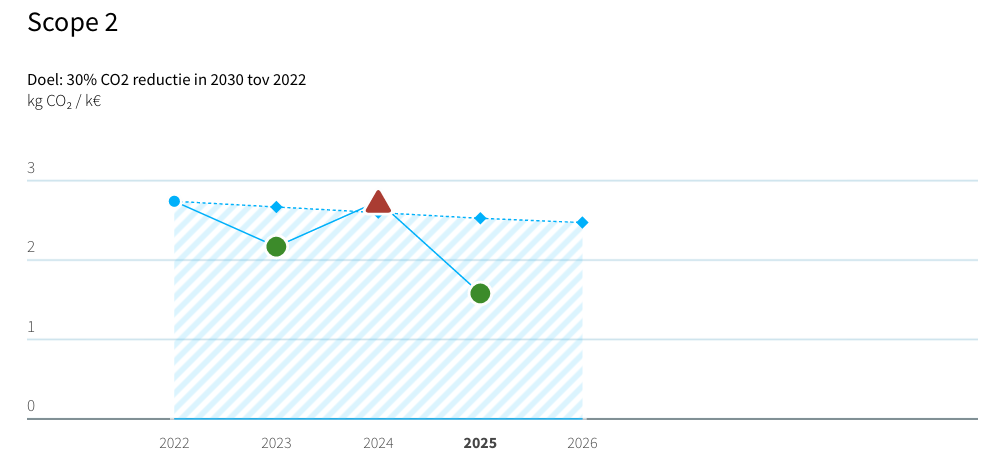 Scope 2
Doel: 30% CO2 reductie in 2030 tov 2022
kg CO₂ / k€
3
2
1
0
2022 2023 2024 2025 2026